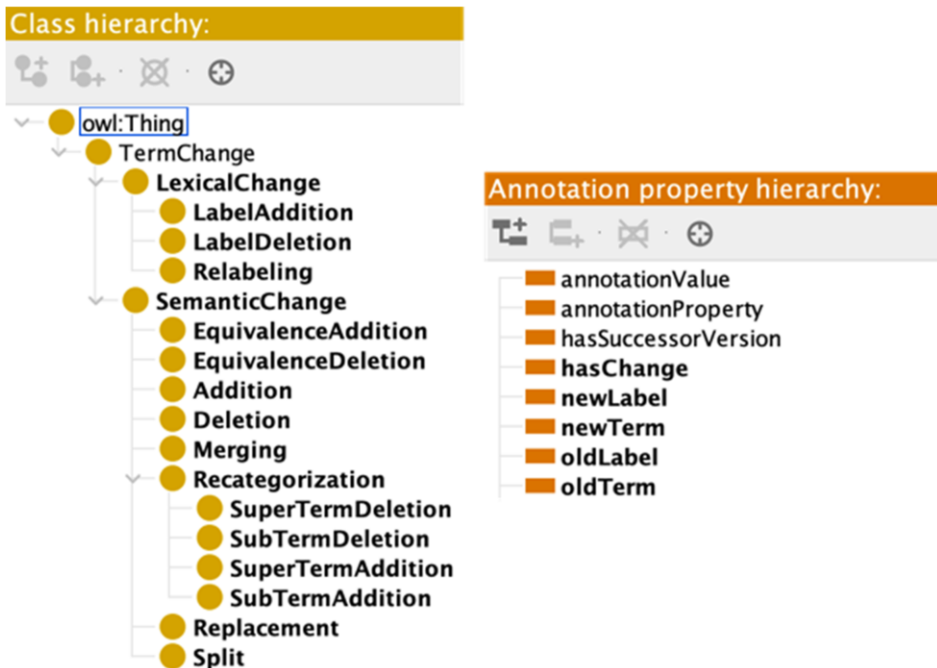 Class hierarchy:
owl:Thing
TermChange
LexicalChange
LabelAddition
LabelDeletion
Relabeling
SemanticChange
EquivalenceAddition
EquivalenceDeletion
Addition
Deletion
Merging
Recategorization
SuperTermDeletion
SubTermDeletion
SuperTermAddition
SubTermAddition
Replacement
Split
Annotation property hierarchy:
annotationValue
annotationProperty
hasSuccessorVersion
hasChange
newLabel
newTerm
oldLabel
oldTerm